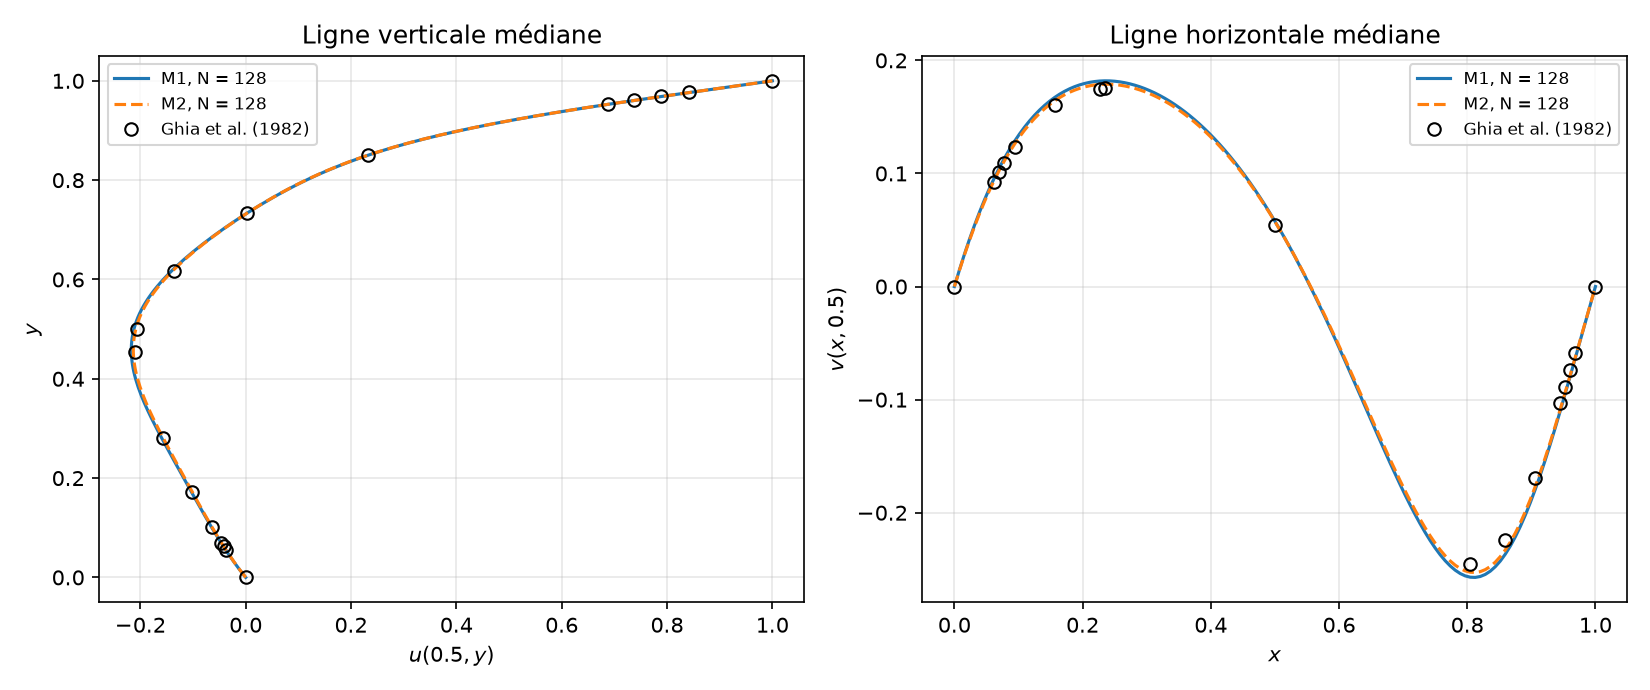 Ligne verticale médiane
M1, N = 128
M2, N = 128
Ghia et al. (1982)
1.0
0.8
0.6
0.4
0.2
0.0
y
−0.2
0.0
0.2
0.4
0.6
0.8
1.0
u(0.5, y)
Ligne horizontale médiane
M1, N = 128
M2, N = 128
Ghia et al. (1982)
0.2
0.1
0.0
−0.1
−0.2
v(x, 0.5)
0.0
0.2
0.4
0.6
0.8
1.0
x